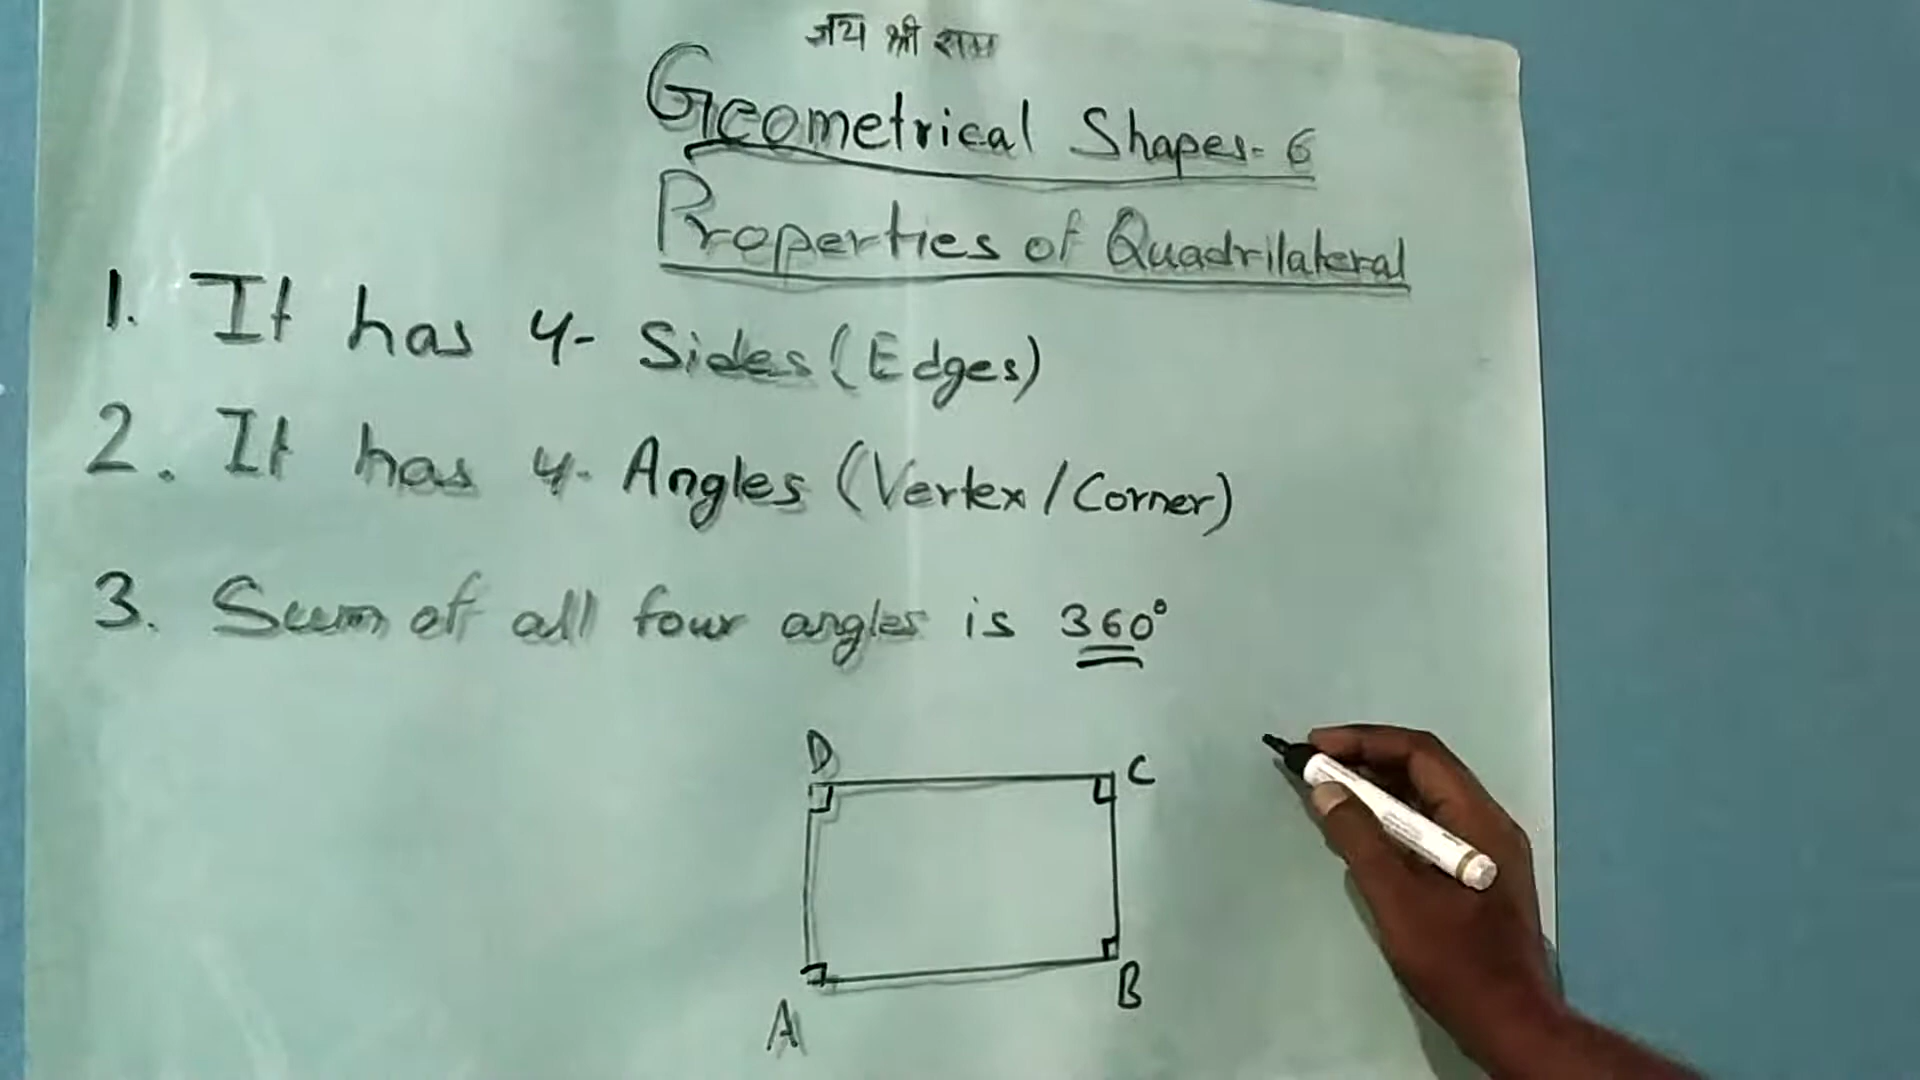 जय श्री राम
Geometrical Shapes-6
Properties of Quadrilateral
1. It has 4- Sides (Edges)
2. It has 4- Angles (Vertex/Corner)
3. Sum of all four angles is 360°
D C
A B